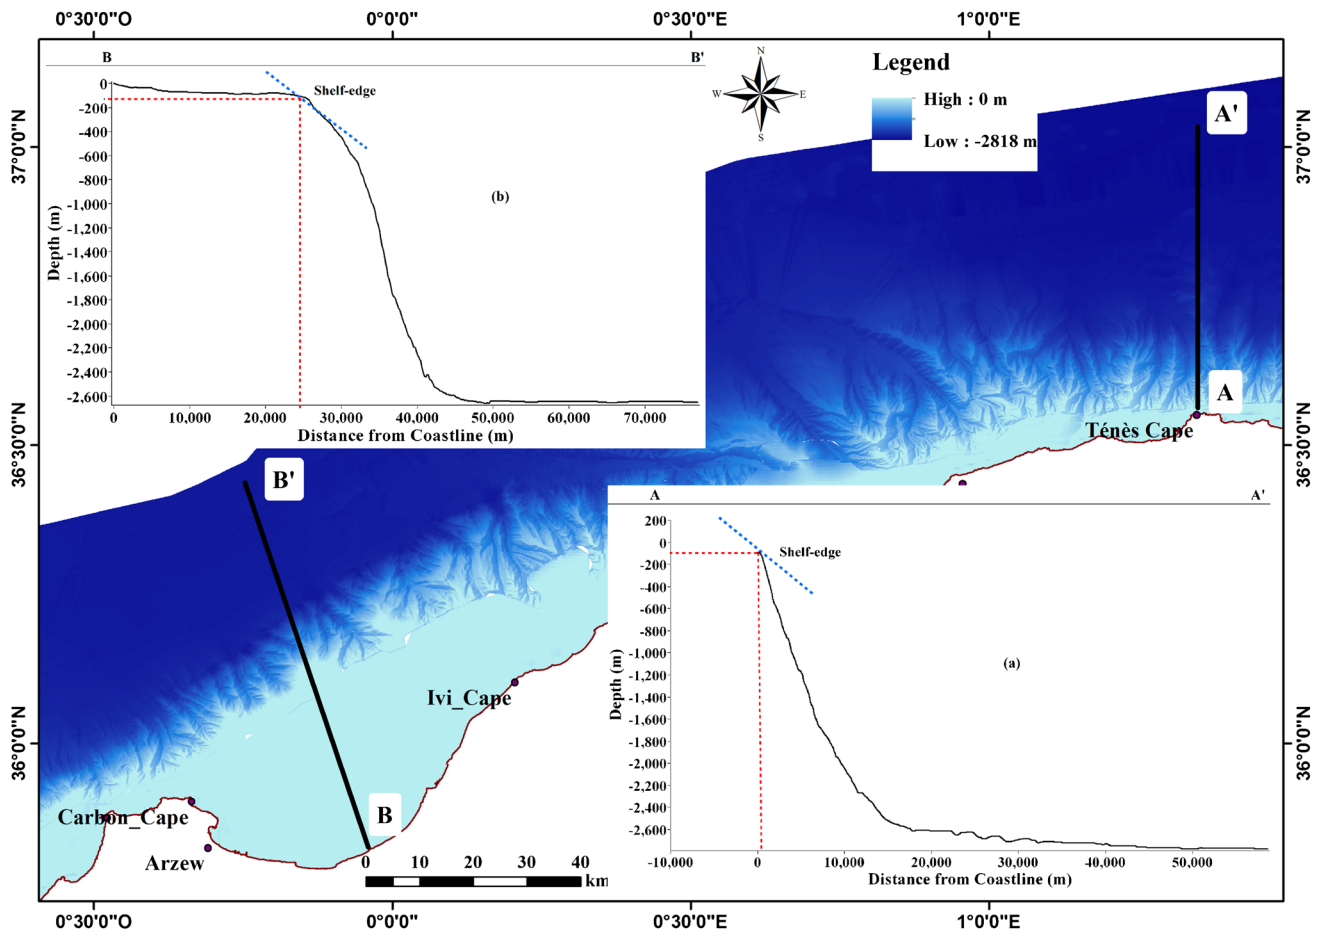 0°30'0"O 0°0'0" 0°30'0"E 1°0'0"E
B B'
Shelf-edge
0
-200
-400
-600
-800
-1,000
-1,200
-1,400
-1,600
-1,800
-2,000
-2,200
-2,400
-2,600
Depth (m)
(b)
0 10,000 20,000 30,000 40,000 50,000 60,000 70,000
Distance from Coastline (m)
N
W E
S
Legend
High : 0 m
Low : -2818 m
A'
A
Ténès Cape
37°0'0"N
36°30'0"N
36°0'0"N
37°0'0"N
36°30'0"N
36°0'0"N
B'
Ivi_Cape
B
Carbon_Cape
Arzew
0 10 20 30 40
km
A A'
Shelf-edge
200
0
-200
-400
-600
-800
-1,000
-1,200
-1,400
-1,600
-1,800
-2,000
-2,200
-2,400
-2,600
Depth (m)
(a)
-10,000 0 10,000 20,000 30,000 40,000 50,000
Distance from Coastline (m)
0°30'0"O 0°0'0" 0°30'0"E 1°0'0"E